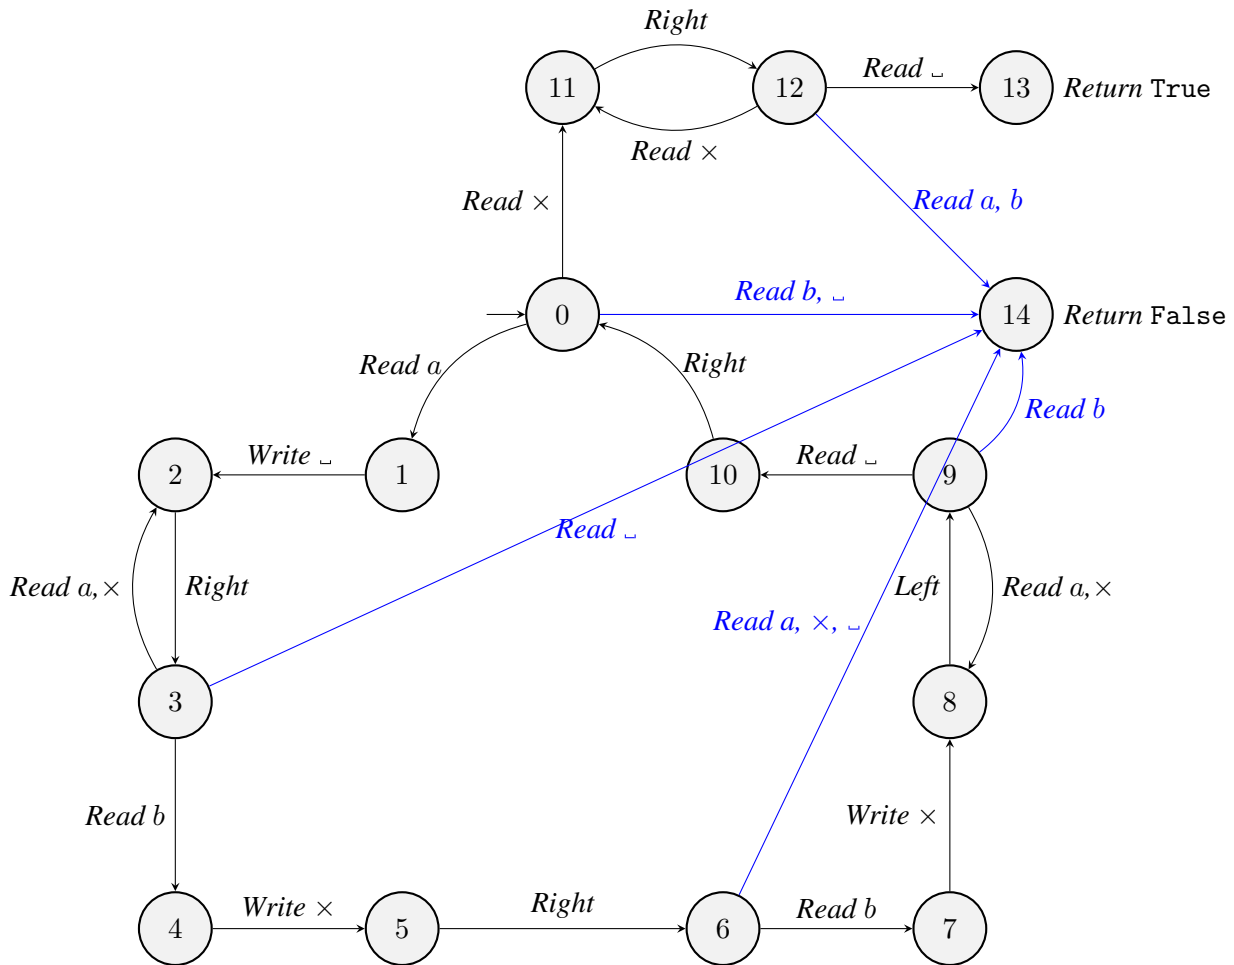 Right
11
12
Read ␣
13
Return True
Read ×
Read ×
Read a, b
0
Read b, ␣
14
Return False
Read a
Right
Read b
2
Write ␣
1
10
Read ␣
9
Read ␣
Read a,×
Right
Left
Read a,×
Read a, ×, ␣
3
8
Read b
Write ×
4
Write ×
5
Right
6
Read b
7